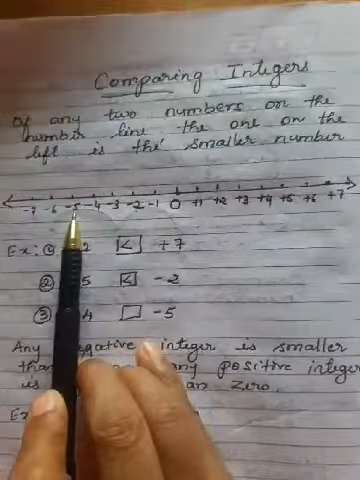 Comparing Integers
Of any two numbers on the
number line the one on the
left is the smaller number
-7 -6 -5 -4 -3 -2 -1 0 +1 +2 +3 +4 +5 +6 +7
Ex: ① 2 < +7
② 5 < -2
③ 4 -5
Any egative integer is smaller
than any positive integer
is an zero.
Ex